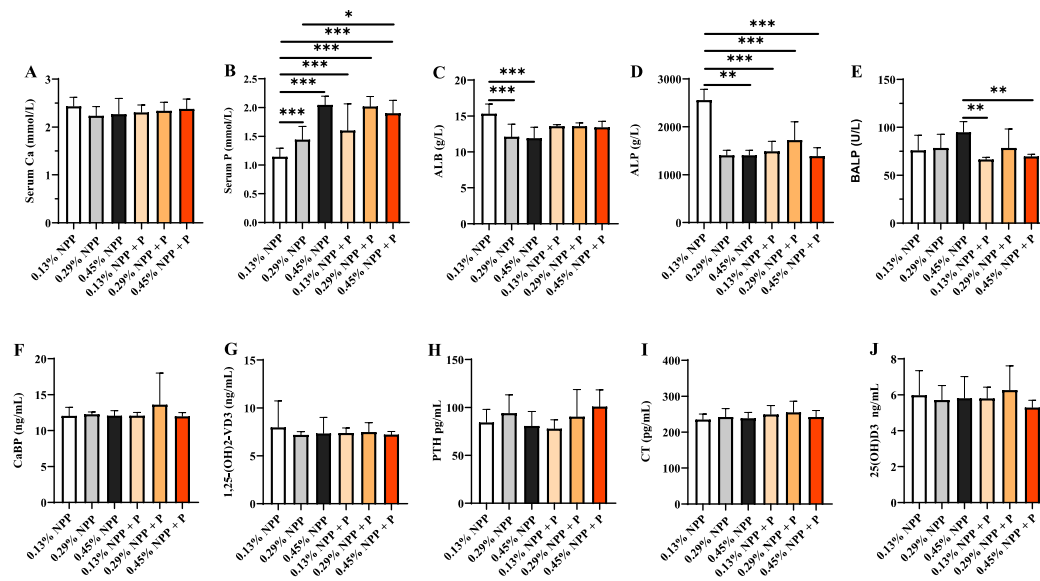 A
Serum Ca (mmol/L)
3
2
1
0
0.13% NPP
0.29% NPP
0.45% NPP
0.13% NPP + P
0.29% NPP + P
0.45% NPP + P
B
Serum P (mmol/L)
2.5
2.0
1.5
1.0
0.5
0.0
*
***
***
***
***
***
0.13% NPP
0.29% NPP
0.45% NPP
0.13% NPP + P
0.29% NPP + P
0.45% NPP + P
C
ALB (g/L)
20
15
10
5
0
***
***
0.13% NPP
0.29% NPP
0.45% NPP
0.13% NPP + P
0.29% NPP + P
0.45% NPP + P
D
ALP (g/L)
3000
2000
1000
0
***
***
***
**
0.13% NPP
0.29% NPP
0.45% NPP
0.13% NPP + P
0.29% NPP + P
0.45% NPP + P
E
BALP (U/L)
150
100
50
0
**
**
0.13% NPP
0.29% NPP
0.45% NPP
0.13% NPP + P
0.29% NPP + P
0.45% NPP + P
F
CaBP (ng/mL)
20
15
10
5
0
0.13% NPP
0.29% NPP
0.45% NPP
0.13% NPP + P
0.29% NPP + P
0.45% NPP + P
G
1,25-(OH)2-VD3 (ng/mL)
15
10
5
0
0.13% NPP
0.29% NPP
0.45% NPP
0.13% NPP + P
0.29% NPP + P
0.45% NPP + P
H
PTH pg/mL
150
100
50
0
0.13% NPP
0.29% NPP
0.45% NPP
0.13% NPP + P
0.29% NPP + P
0.45% NPP + P
I
CT (pg/mL)
400
300
200
100
0
0.13% NPP
0.29% NPP
0.45% NPP
0.13% NPP + P
0.29% NPP + P
0.45% NPP + P
J
25(OH)D3 ng/mL
8
6
4
2
0
0.13% NPP
0.29% NPP
0.45% NPP
0.13% NPP + P
0.29% NPP + P
0.45% NPP + P